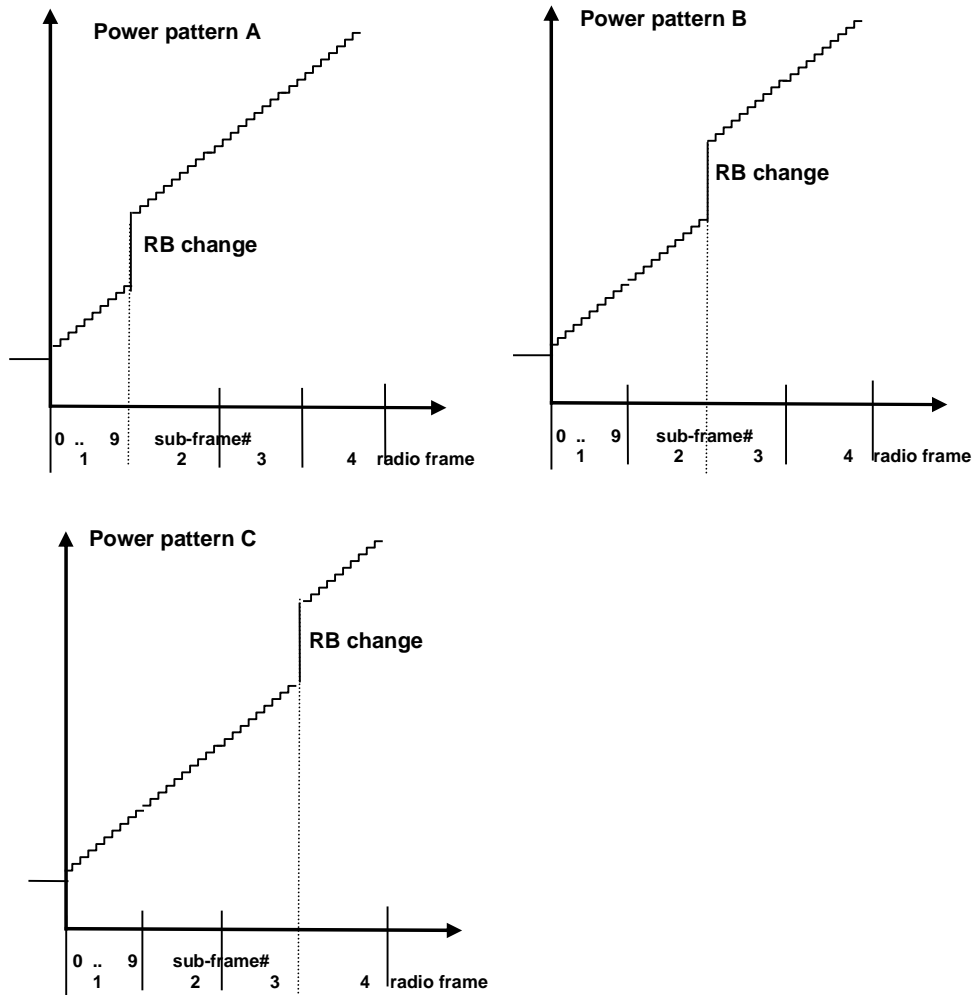 Power pattern A
RB change
0 .. 9 sub-frame#
1 2 3 4 radio frame
Power pattern B
RB change
0 .. 9 sub-frame#
1 2 3 4 radio frame
Power pattern C
RB change
0 .. 9 sub-frame#
1 2 3 4 radio frame